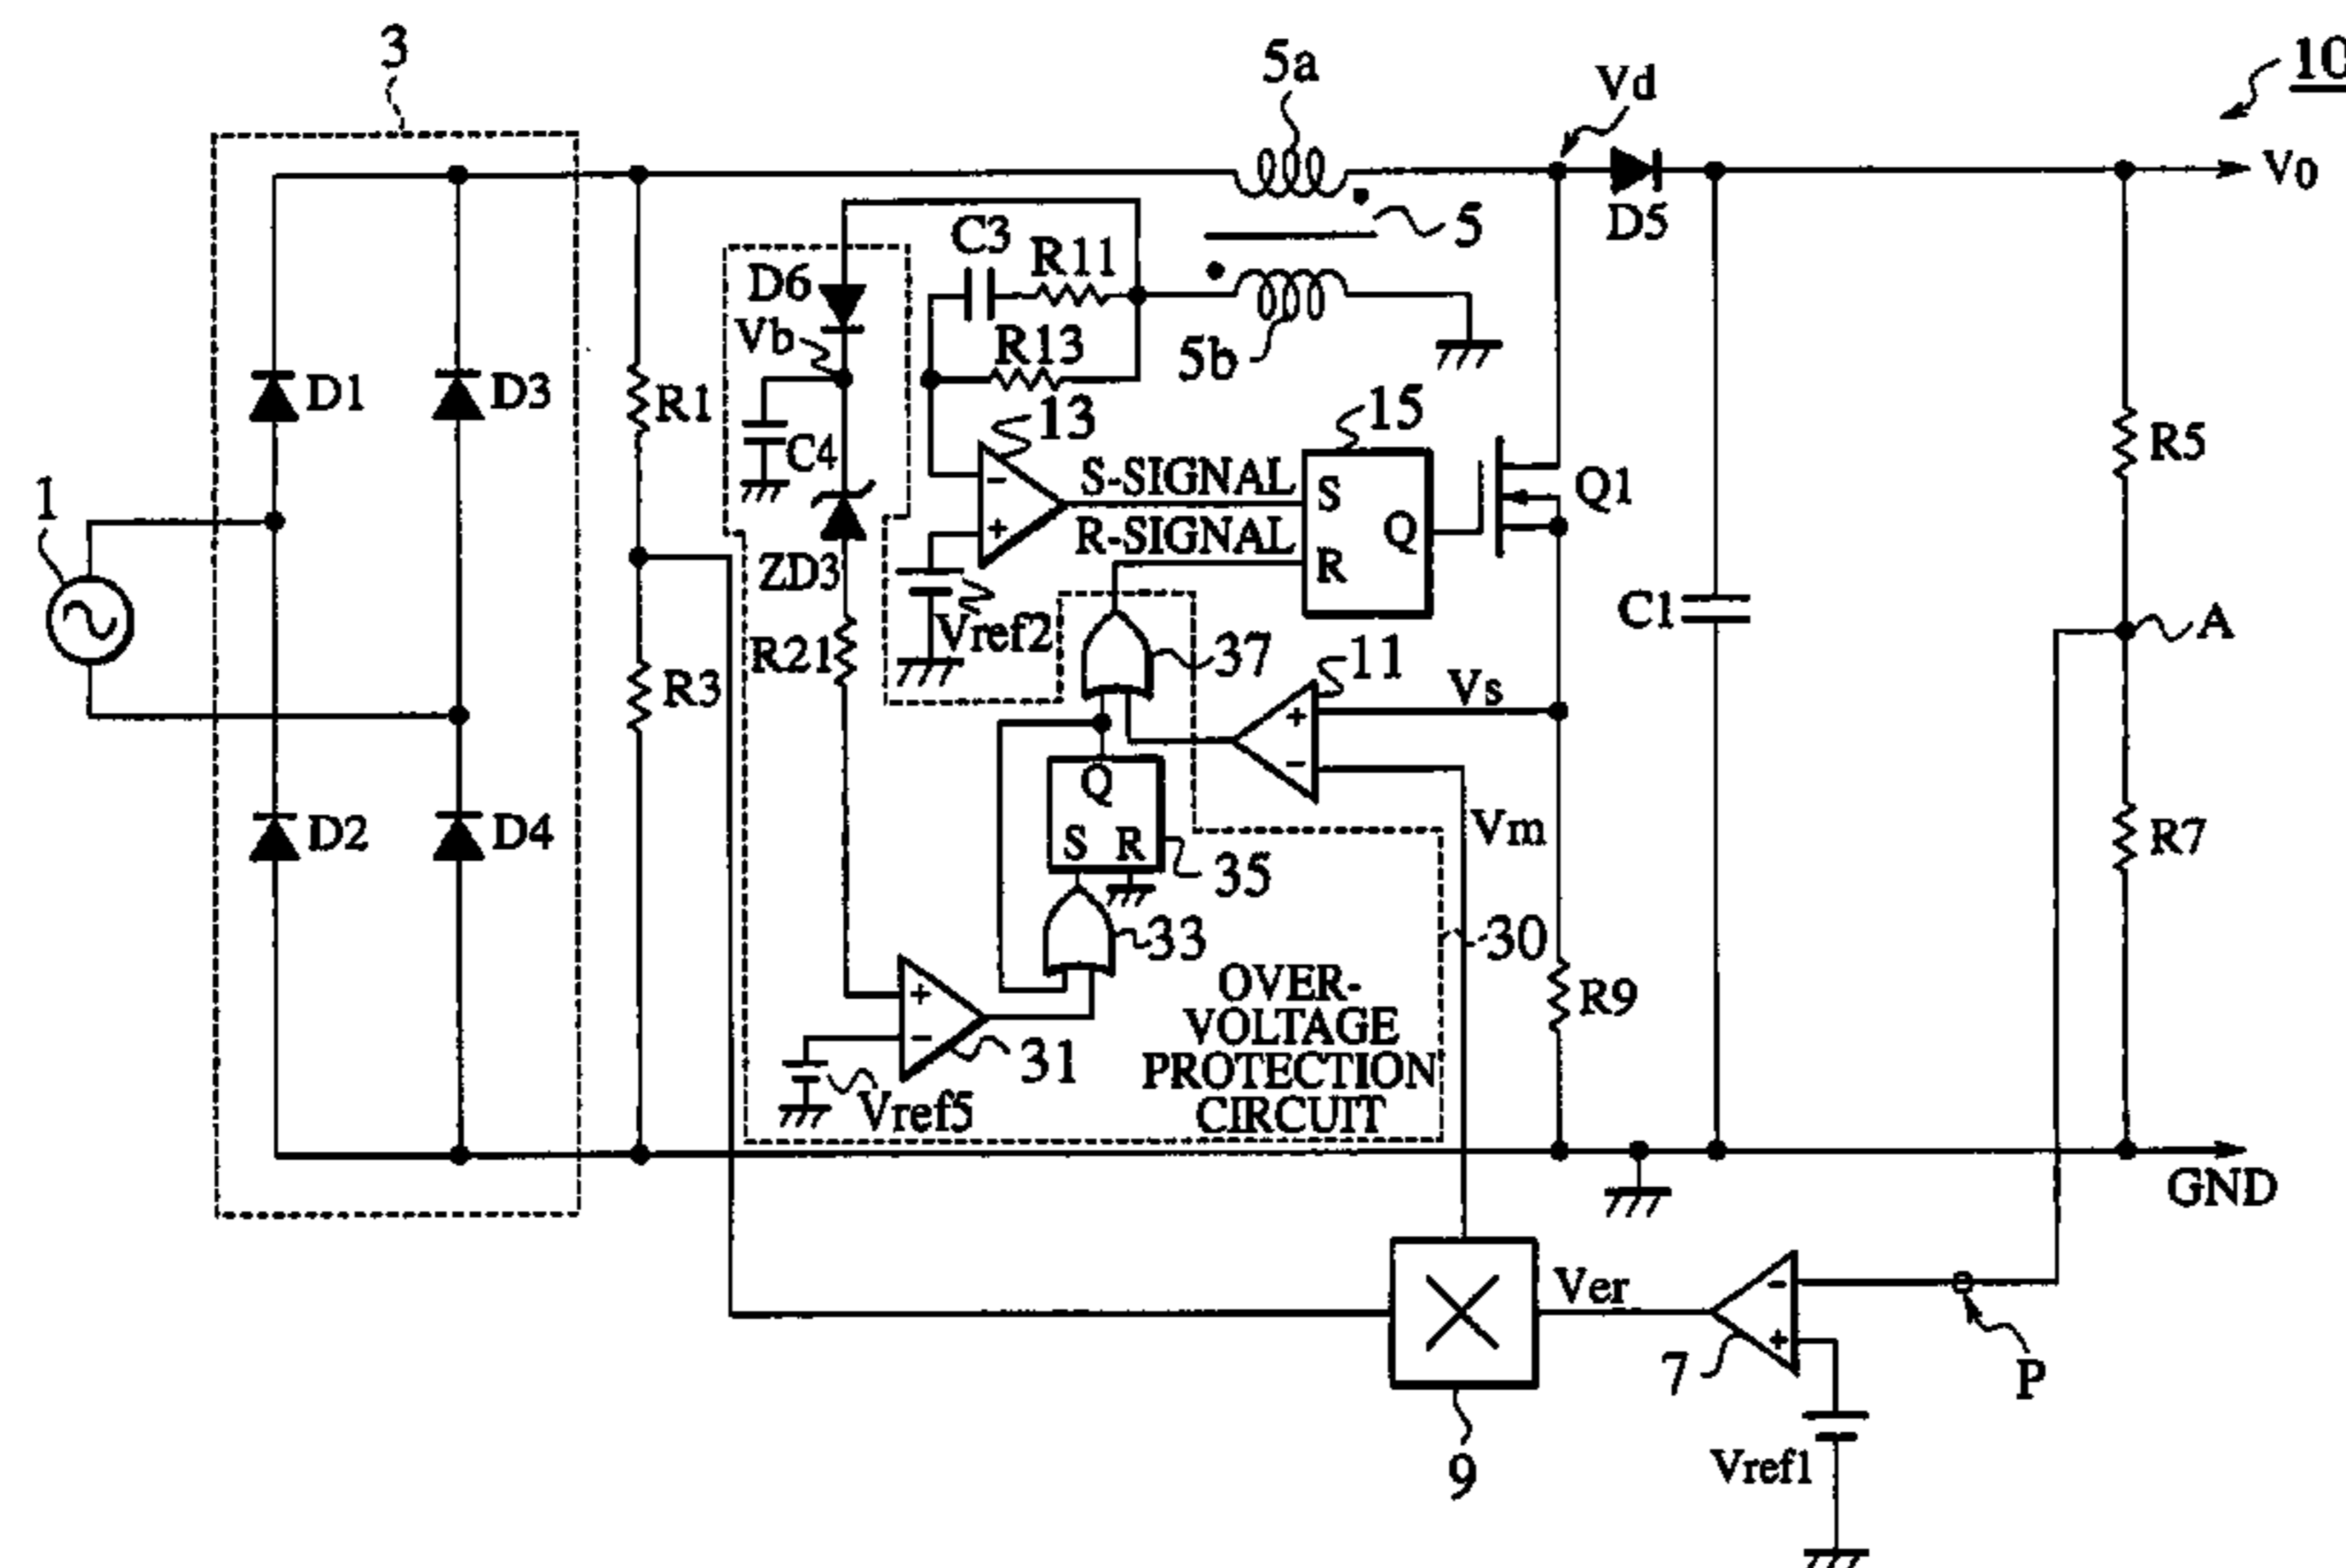 3
5a
Vd
10
V0
5
D5
C3
R11
D6
Vb
R13
5b
D1
D3
R1
13
15
C4
R5
S-SIGNAL
S
Q1
1
R-SIGNAL
Q
R
ZD3
Vref2
C1
A
R21
37
11
Vs
R3
+
-
Q
Vm
D2
D4
R7
S R
35
33
30
OVER-
VOLTAGE
PROTECTION
CIRCUIT
R9
+
-
31
Vref5
GND
Ver
-
+
7
P
9
Vref1